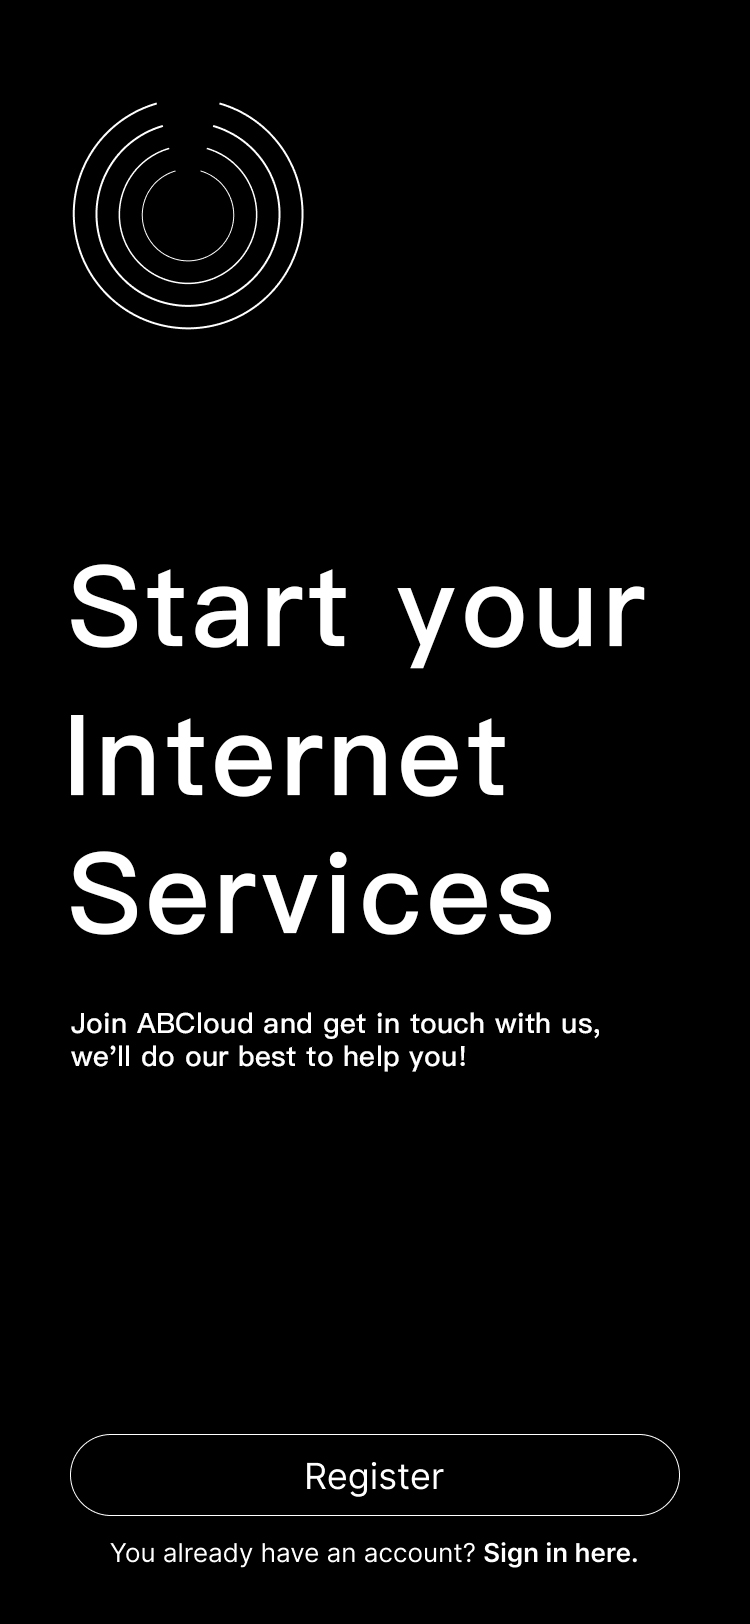 Start your
Internet
Services
Join ABCloud and get in touch with us,
we’ll do our best to help you!
Register
You already have an account? Sign in here.